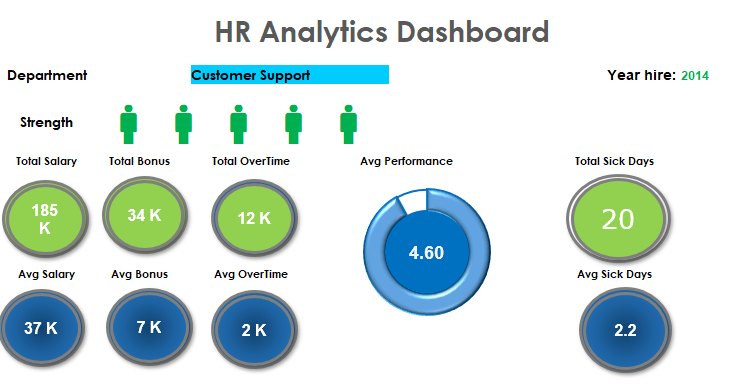 HR Analytics Dashboard
Department Customer Support Year hire: 2014
Strength
Total Salary Total Bonus Total OverTime Avg Performance Total Sick Days
185
K
34 K
12 K
4.60
20
Avg Salary Avg Bonus Avg OverTime Avg Sick Days
37 K
7 K
2 K
2.2